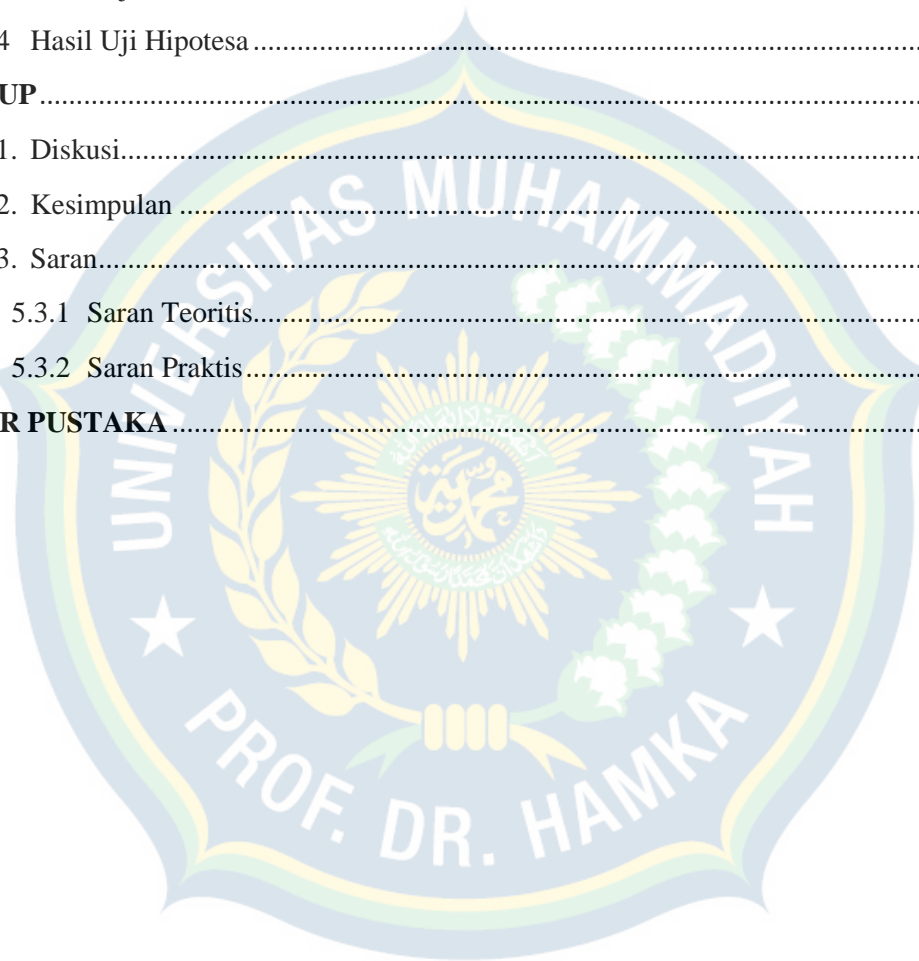 4 Hasil Uji Hipotesa ................................................................................
UP ................................................................................
1. Diskusi ................................................................................
2. Kesimpulan ................................................................................
3. Saran ................................................................................
5.3.1 Saran Teoritis ................................................................................
5.3.2 Saran Praktis ................................................................................
R PUSTAKA ................................................................................
UNIVERSITAS MUHAMMADIYAH
PROF. DR. HAMKA
محمدية